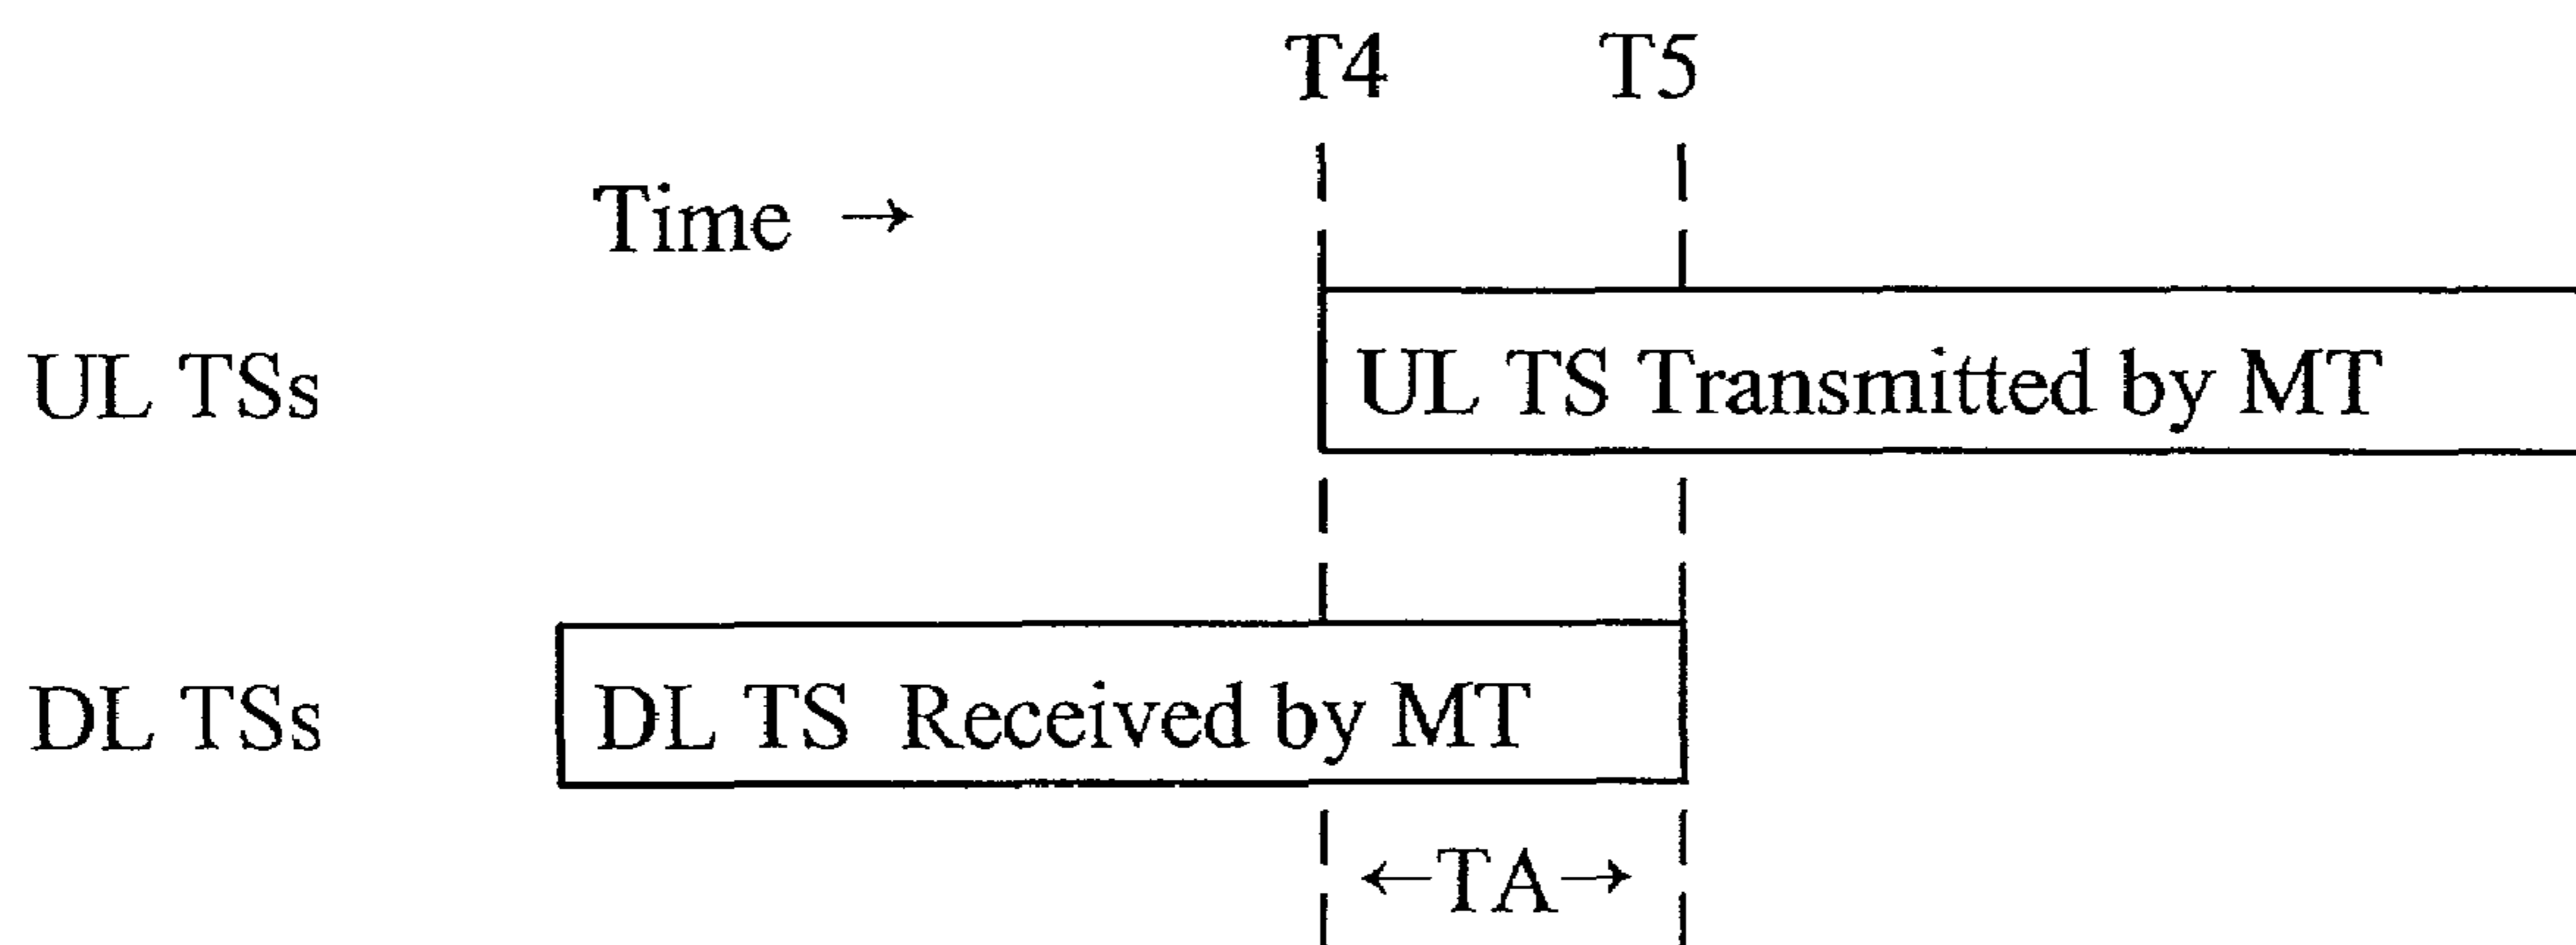 T4 T5
Time →
UL TSs UL TS Transmitted by MT
DL TSs DL TS Received by MT
←TA→